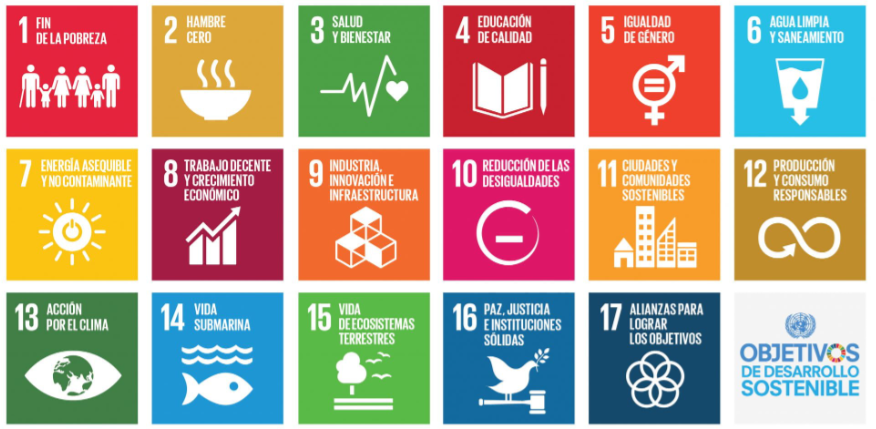 1 FIN
DE LA POBREZA
2 HAMBRE
CERO
3 SALUD
Y BIENESTAR
4 EDUCACIÓN
DE CALIDAD
5 IGUALDAD
DE GÉNERO
6 AGUA LIMPIA
Y SANEAMIENTO
7 ENERGÍA ASEQUIBLE
Y NO CONTAMINANTE
8 TRABAJO DECENTE
Y CRECIMIENTO
ECONÓMICO
9 INDUSTRIA,
INNOVACIÓN E
INFRAESTRUCTURA
10 REDUCCIÓN DE LAS
DESIGUALDADES
11 CIUDADES Y
COMUNIDADES
SOSTENIBLES
12 PRODUCCIÓN
Y CONSUMO
RESPONSABLES
13 ACCIÓN
POR EL CLIMA
14 VIDA
SUBMARINA
15 VIDA
DE ECOSISTEMAS
TERRESTRES
16 PAZ, JUSTICIA
E INSTITUCIONES
SÓLIDAS
17 ALIANZAS PARA
LOGRAR
LOS OBJETIVOS
OBJETIVOS
DE DESARROLLO
SOSTENIBLE